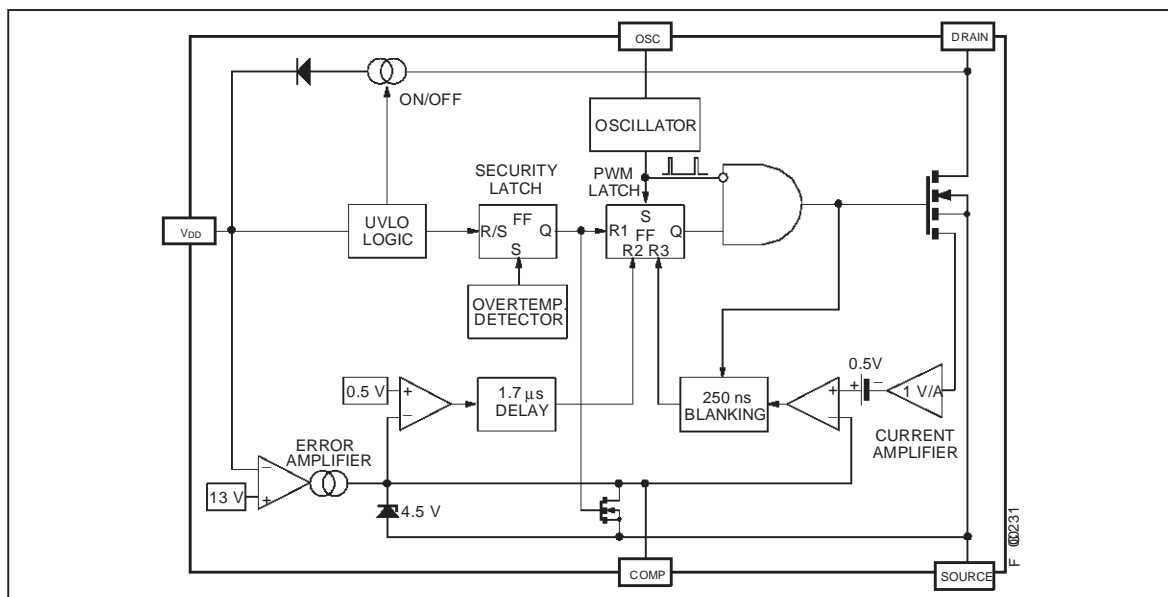 OSC
DRAIN
ON/OFF
OSCILLATOR
SECURITY
LATCH
PWM
LATCH
VDD
UVLO
LOGIC
R/S FF Q
S
R1 S FF Q
R2 R3
OVERTEMP.
DETECTOR
0.5 V
+
–
1.7 µs
DELAY
250 ns
BLANKING
+
–
0.5V
+ –
1 V/A
CURRENT
AMPLIFIER
ERROR
AMPLIFIER
–
13 V
+
4.5 V
COMP
SOURCE